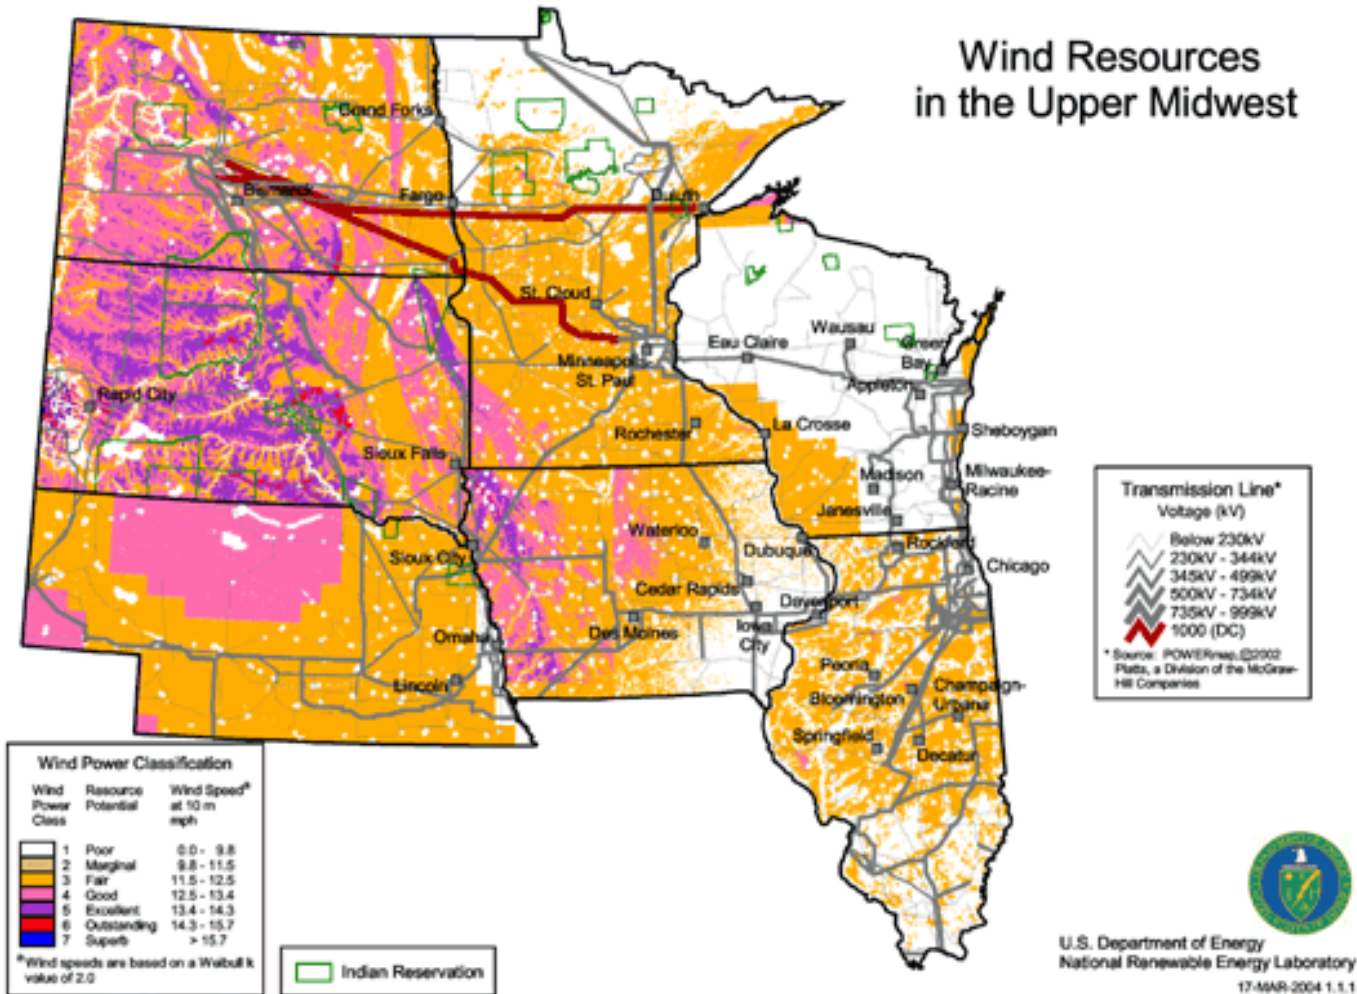 Wind Resources
in the Upper Midwest
Grand Forks
Bismarck
Fargo
Duluth
St. Cloud
Minneapolis
St. Paul
Eau Claire
Wausau
Green
Bay
Appleton
Rapid City
Rochester
La Crosse
Sheboygan
Sioux Falls
Madison
Milwaukee-
Racine
Janesville
Waterloo
Dubuque
Rockford
Sioux City
Chicago
Cedar Rapids
Davenport
Des Moines
Iowa
City
Omaha
Lincoln
Peoria
Bloomington
Champaign-
Urbana
Springfield
Decatur
Transmission Line*
Voltage (kV)
Below 230kV
230kV - 344kV
345kV - 499kV
500kV - 734kV
735kV - 999kV
1000 (DC)
* Source: POWERmap, ©2002
Platts, a Division of the McGraw-
Hill Companies
Wind Power Classification
Wind Resource Wind Speed
Power Potential at 10 m
Class mph
1 Poor 0.0 - 9.8
2 Marginal 9.8 - 11.5
3 Fair 11.5 - 12.5
4 Good 12.5 - 13.4
5 Excellent 13.4 - 14.3
6 Outstanding 14.3 - 15.7
7 Superb > 15.7
Wind speeds are based on a Weibull k
value of 2.0
Indian Reservation
U.S. Department of Energy
National Renewable Energy Laboratory
17-MAR-2004 1.1.1